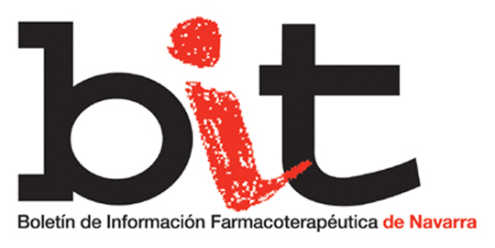 bit
Boletín de Información Farmacoterapéutica de Navarra